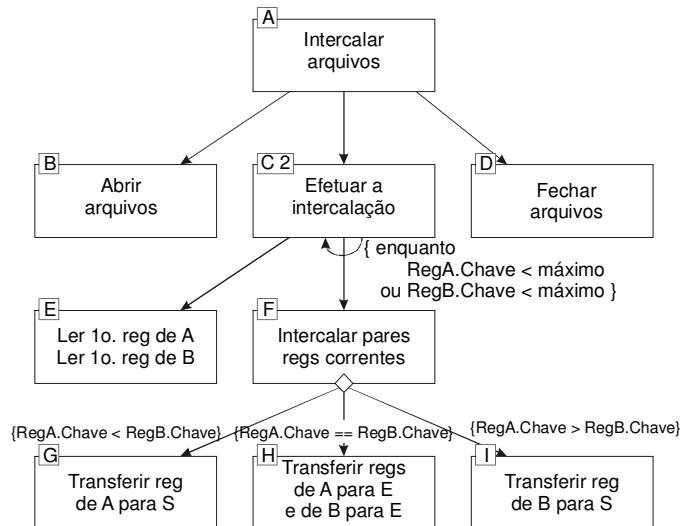 A
Intercalar
arquivos
B
Abrir
arquivos
C 2
Efetuar a
intercalação
D
Fechar
arquivos
{ enquanto
RegA.Chave < máximo
ou RegB.Chave < máximo }
E
Ler 1o. reg de A
Ler 1o. reg de B
F
Intercalar pares
regs correntes
{RegA.Chave < RegB.Chave}
{RegA.Chave == RegB.Chave}
{RegA.Chave > RegB.Chave}
G
Transferir reg
de A para S
H
Transferir regs
de A para E
e de B para E
I
Transferir reg
de B para S